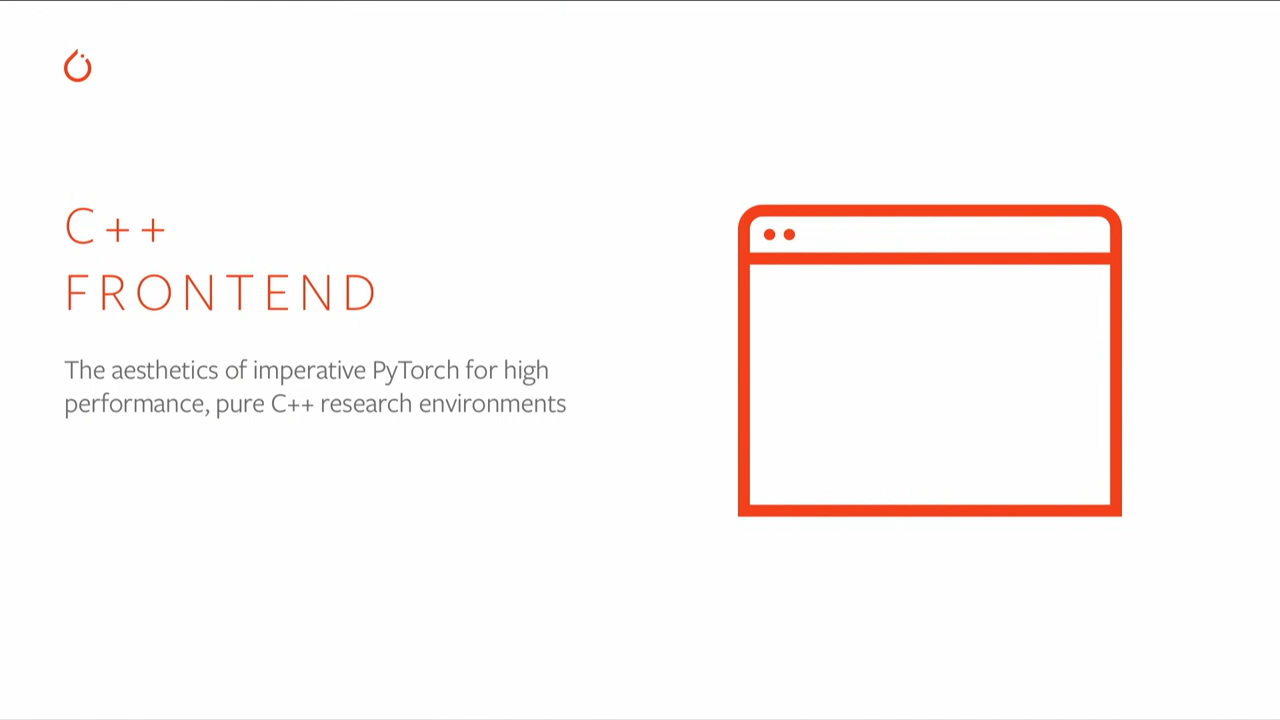 C++
FRONTEND
The aesthetics of imperative PyTorch for high
performance, pure C++ research environments